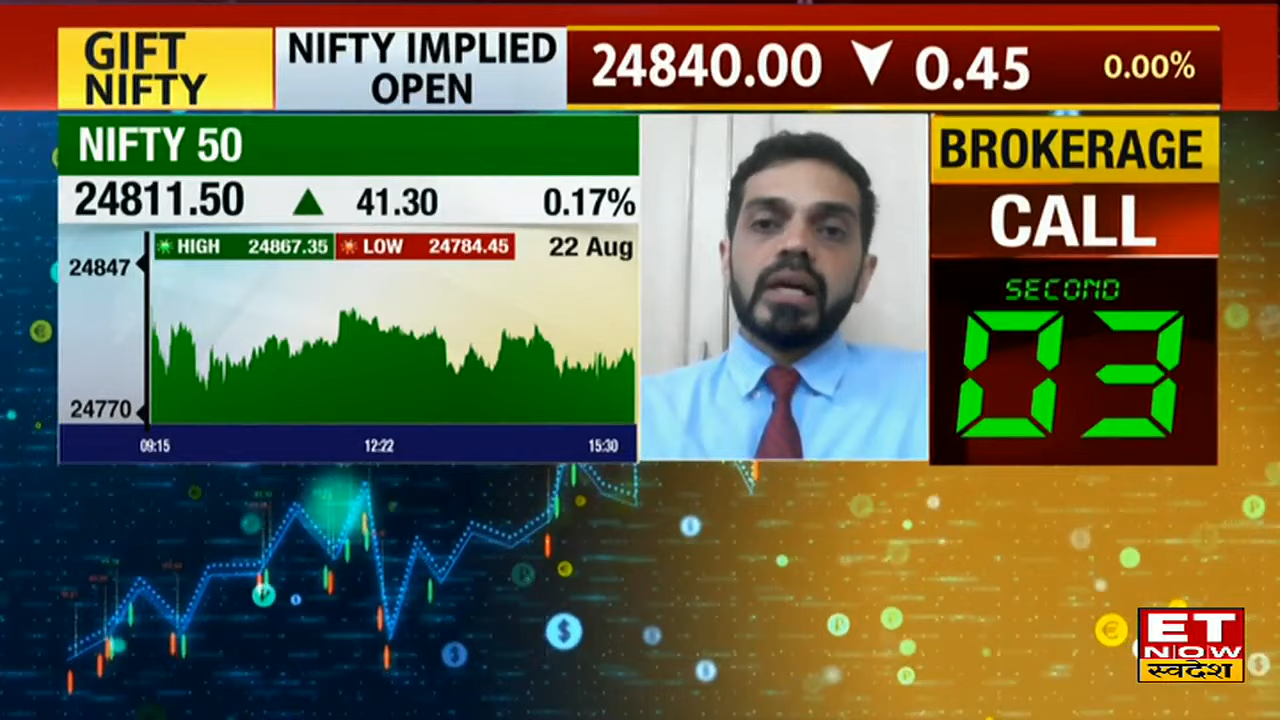 GIFT
NIFTY
NIFTY IMPLIED
OPEN
24840.00 ▼ 0.45 0.00%
NIFTY 50
24811.50 ▲ 41.30 0.17%
HIGH 24867.35 LOW 24784.45 22 Aug
24847
24770
09:15 12:22 15:30
BROKERAGE
CALL
SECOND
03
ET
NOW
स्वदेश